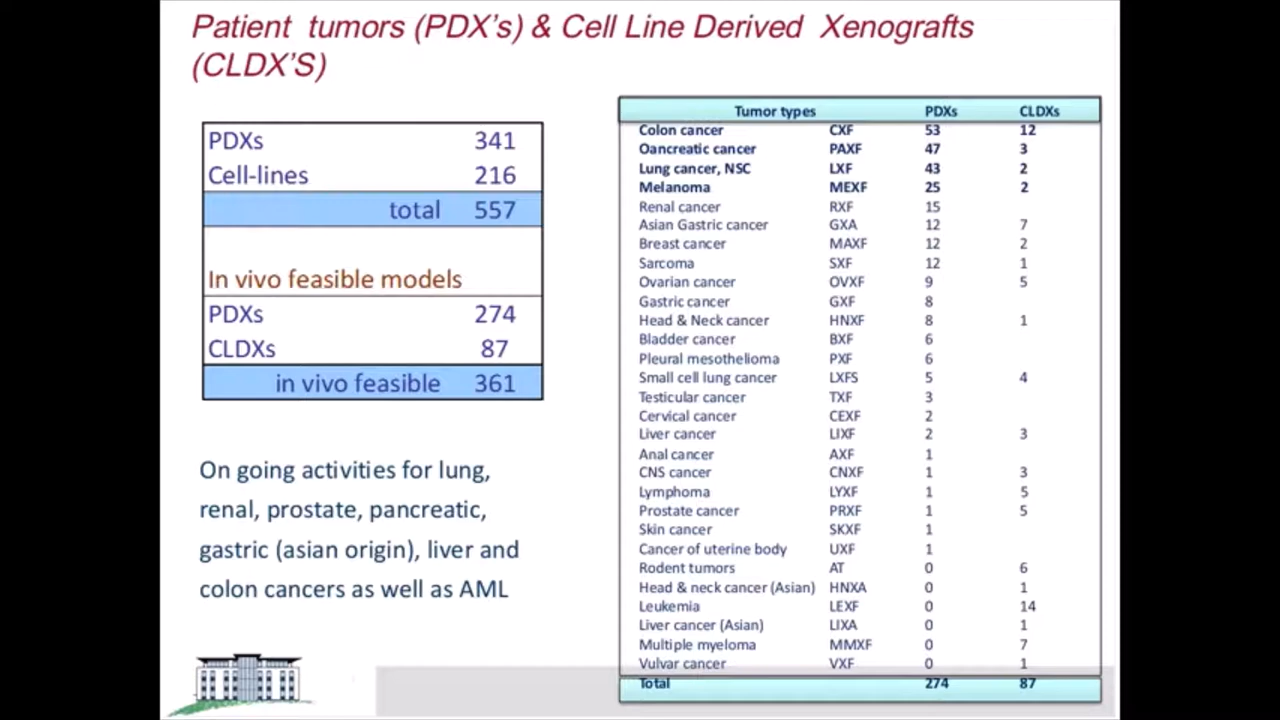 Patient tumors (PDX's) & Cell Line Derived Xenografts
(CLDX'S)
PDXs 341
Cell-lines 216
total 557
In vivo feasible models
PDXs 274
CLDXs 87
in vivo feasible 361
On going activities for lung,
renal, prostate, pancreatic,
gastric (asian origin), liver and
colon cancers as well as AML
Tumor types PDXs CLDXs
Colon cancer CXF 53 12
Oancreatic cancer PAXF 47 3
Lung cancer, NSC LXF 43 2
Melanoma MEXF 25 2
Renal cancer RXF 15
Asian Gastric cancer GXA 12 7
Breast cancer MAXF 12 2
Sarcoma SXF 12 1
Ovarian cancer OVXF 9 5
Gastric cancer GXF 8
Head & Neck cancer HNXF 8 1
Bladder cancer BXF 6
Pleural mesothelioma PXF 6
Small cell lung cancer LXFS 5 4
Testicular cancer TXF 3
Cervical cancer CEXF 2
Liver cancer LIXF 2 3
Anal cancer AXF 1
CNS cancer CNXF 1 3
Lymphoma LYXF 1 5
Prostate cancer PRXF 1 5
Skin cancer SKXF 1
Cancer of uterine body UXF 1
Rodent tumors AT 0 6
Head & neck cancer (Asian) HNXA 0 1
Leukemia LEXF 0 14
Liver cancer (Asian) LIXA 0 1
Multiple myeloma MMXF 0 7
Vulvar cancer VXF 0 1
Total 274 87